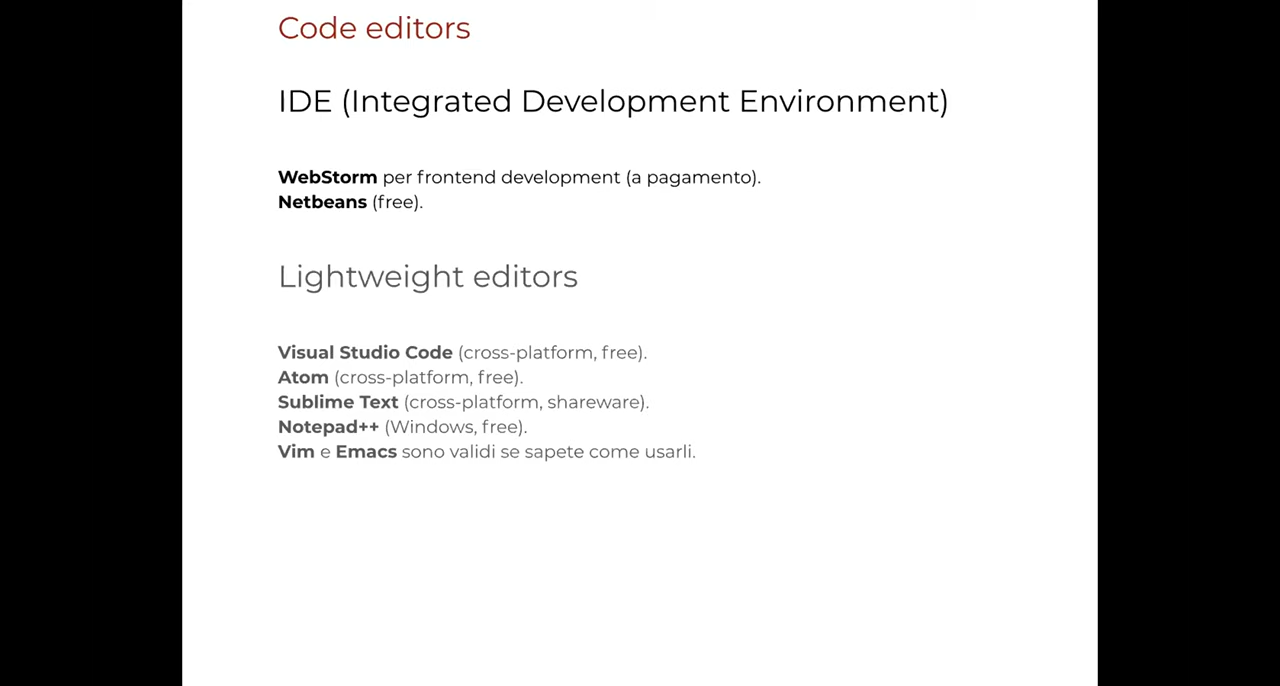 Code editors
IDE (Integrated Development Environment)
WebStorm per frontend development (a pagamento).
Netbeans (free).
Lightweight editors
Visual Studio Code (cross-platform, free).
Atom (cross-platform, free).
Sublime Text (cross-platform, shareware).
Notepad++ (Windows, free).
Vim e Emacs sono validi se sapete come usarli.